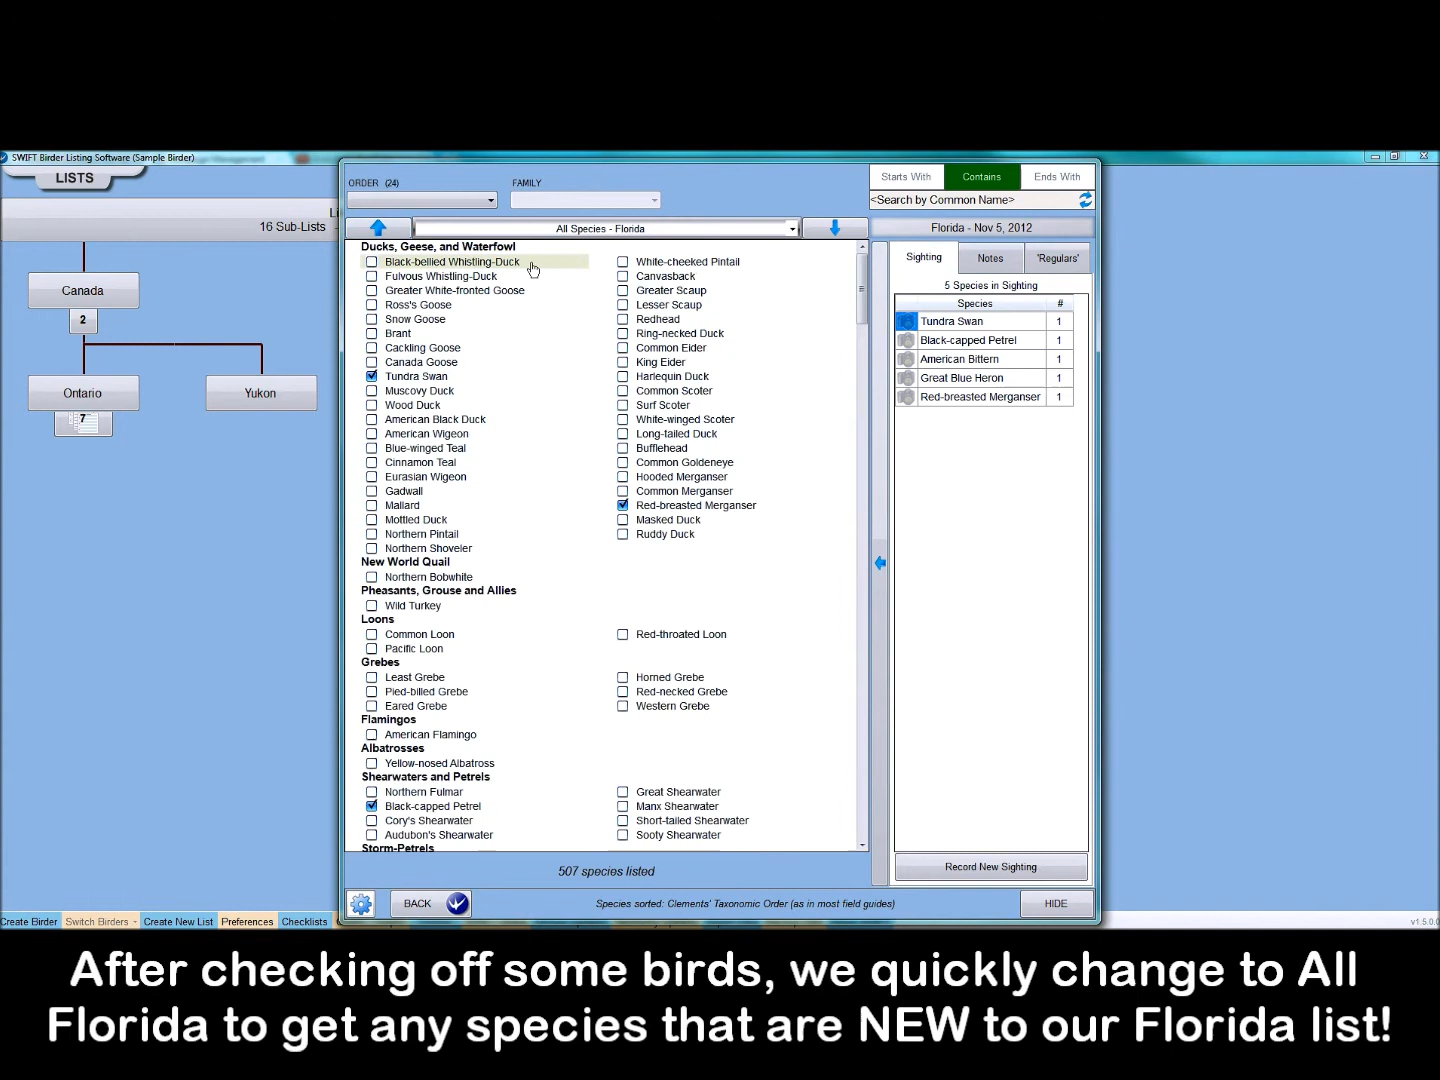 SWIFT Birder Listing Software (Sample Birder)
LISTS
16 Sub-Lists
Canada
2
Ontario
Yukon
7
ORDER (24)
FAMILY
Starts With
Contains
Ends With
<Search by Common Name>
All Species - Florida
Florida - Nov 5, 2012
Ducks, Geese, and Waterfowl
Black-bellied Whistling-Duck
Fulvous Whistling-Duck
Greater White-fronted Goose
Ross's Goose
Snow Goose
Brant
Cackling Goose
Canada Goose
Tundra Swan
Muscovy Duck
Wood Duck
American Black Duck
American Wigeon
Blue-winged Teal
Cinnamon Teal
Eurasian Wigeon
Gadwall
Mallard
Mottled Duck
Northern Pintail
Northern Shoveler
White-cheeked Pintail
Canvasback
Greater Scaup
Lesser Scaup
Redhead
Ring-necked Duck
Common Eider
King Eider
Harlequin Duck
Common Scoter
Surf Scoter
White-winged Scoter
Long-tailed Duck
Bufflehead
Common Goldeneye
Hooded Merganser
Common Merganser
Red-breasted Merganser
Masked Duck
Ruddy Duck
New World Quail
Northern Bobwhite
Pheasants, Grouse and Allies
Wild Turkey
Loons
Common Loon
Red-throated Loon
Pacific Loon
Grebes
Least Grebe
Horned Grebe
Pied-billed Grebe
Red-necked Grebe
Eared Grebe
Western Grebe
Flamingos
American Flamingo
Albatrosses
Yellow-nosed Albatross
Shearwaters and Petrels
Northern Fulmar
Great Shearwater
Black-capped Petrel
Manx Shearwater
Cory's Shearwater
Short-tailed Shearwater
Audubon's Shearwater
Sooty Shearwater
Storm-Petrels
507 species listed
BACK
Species sorted: Clements' Taxonomic Order (as in most field guides)
HIDE
Sighting
Notes
'Regulars'
5 Species in Sighting
Species #
Tundra Swan 1
Black-capped Petrel 1
American Bittern 1
Great Blue Heron 1
Red-breasted Merganser 1
Record New Sighting
Create Birder Switch Birders - Create New List Preferences Checklists
v1.5.0.0
After checking off some birds, we quickly change to All
Florida to get any species that are NEW to our Florida list!